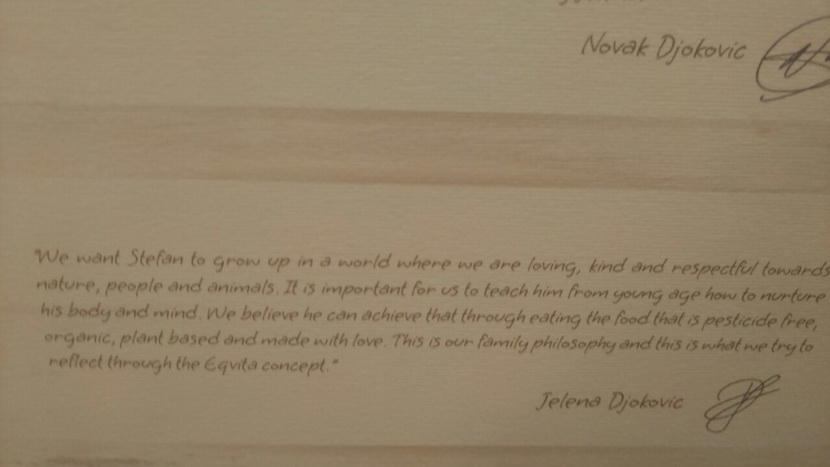 Novak Djokovic
"We want Stefan to grow up in a world where we are loving, kind and respectful towards
nature, people and animals. It is important for us to teach him from young age how to nurture
his body and mind. We believe he can achieve that through eating the food that is pesticide free,
organic, plant based and made with love. This is our family philosophy and this is what we try to
reflect through the Eqvita concept."
Jelena Djokovic